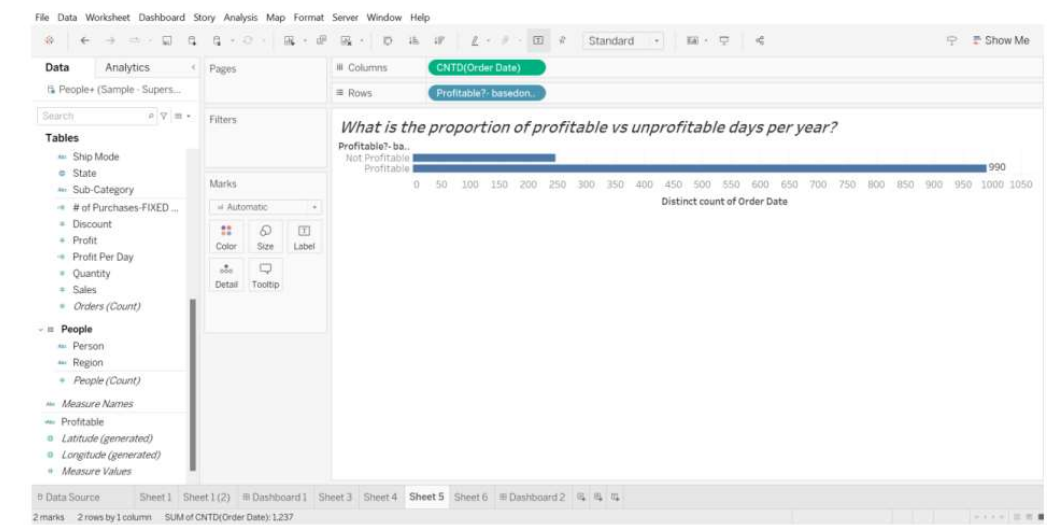 File Data Worksheet Dashboard Story Analysis Map Format Server Window Help
Standard
Show Me
Data Analytics
Pages
Columns CNTD(Order Date)
People+ (Sample - Supers...
Rows Profitable?- basedon..
Search
Filters
What is the proportion of profitable vs unprofitable days per year?
Tables
Profitable?- ba..
Abc Ship Mode
Not Profitable
State
Profitable 990
Abc Sub-Category
Marks
0 50 100 150 200 250 300 350 400 450 500 550 600 650 700 750 800 850 900 950 1000 1050
# of Purchases-FIXED ...
Automatic
Distinct count of Order Date
Discount
Profit
Color Size Label
Profit Per Day
Quantity
Detail Tooltip
Sales
Orders (Count)
People
Abc Person
Abc Region
People (Count)
Abc Measure Names
Profitable
Latitude (generated)
Longitude (generated)
Measure Values
Data Source Sheet 1 Sheet 1 (2) Dashboard 1 Sheet 3 Sheet 4 Sheet 5 Sheet 6 Dashboard 2
2 marks 2 rows by 1 column SUM of CNTD(Order Date): 1,237